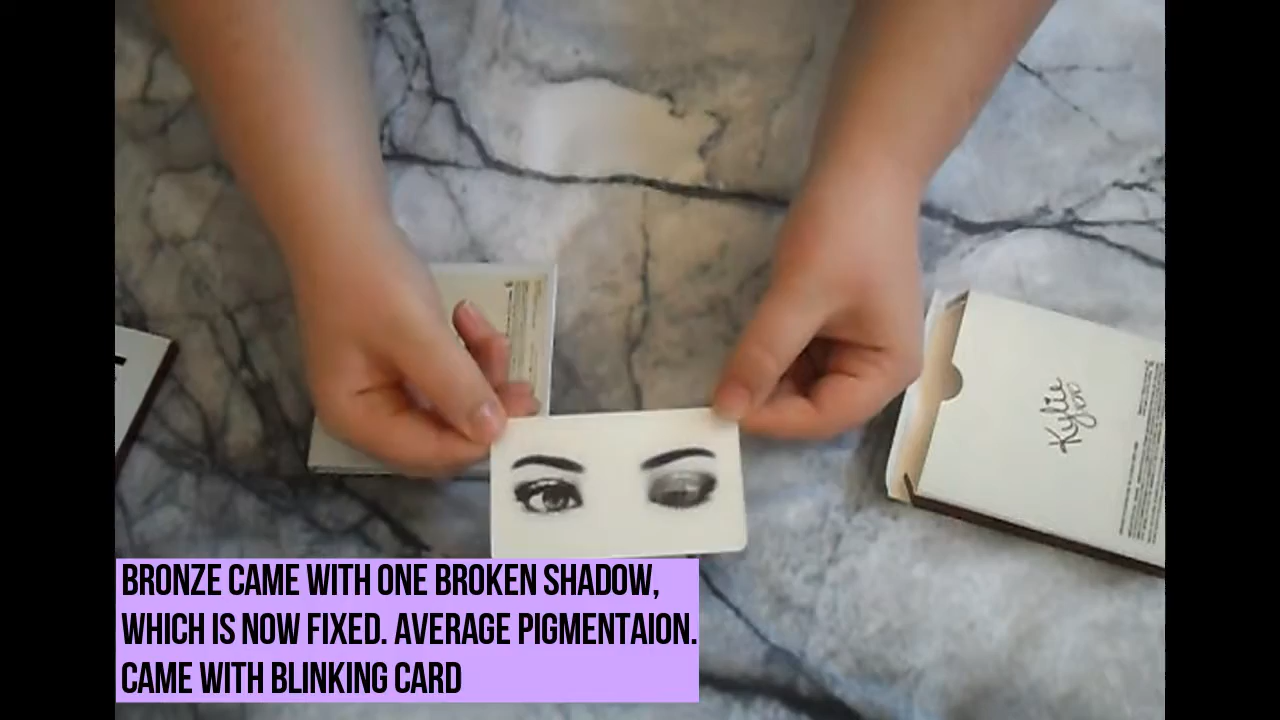 Kylie
BRONZE CAME WITH ONE BROKEN SHADOW,
WHICH IS NOW FIXED. AVERAGE PIGMENTAION.
CAME WITH BLINKING CARD